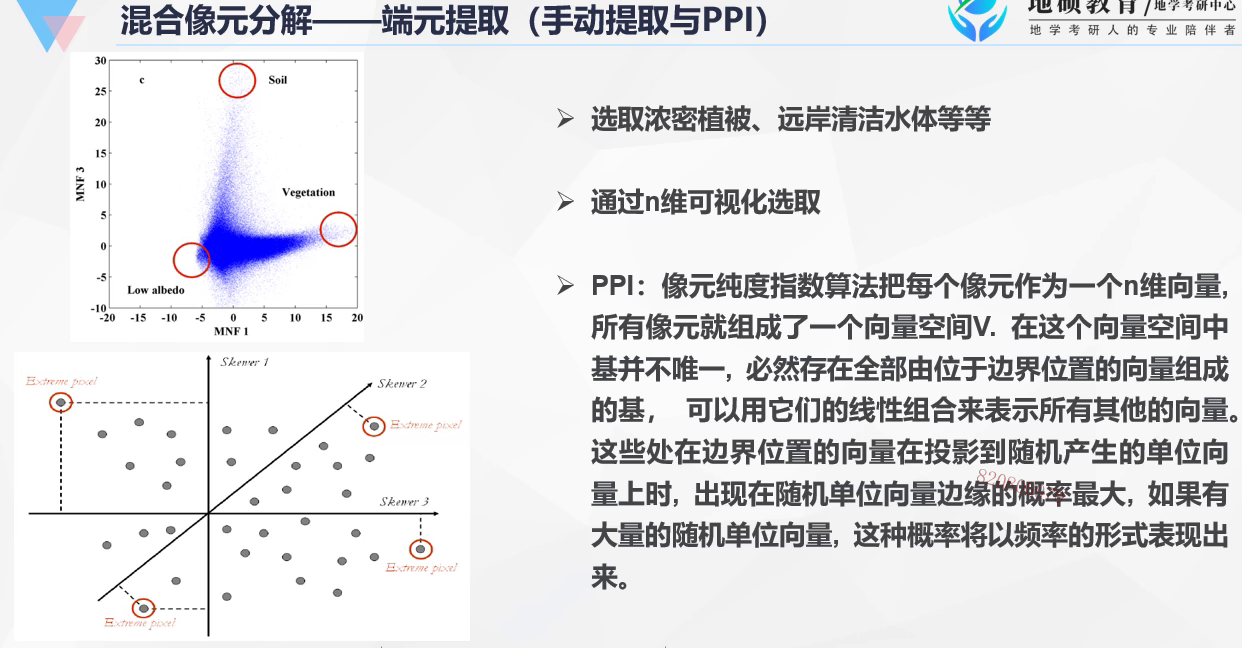 混合像元分解——端元提取（手动提取与PPI）
地硕教育/地学考研中心
地学考研人的专业陪伴者
30
25
20
15
10
5
0
-5
-10
-20 -15 -10 -5 0 5 10 15 20
MNF 3
MNF 1
c
Soil
Vegetation
Low albedo
Skewer 1
Extreme pixel
Skewer 2
Extreme pixel
Skewer 3
Extreme pixel
Extreme pixel
➢ 选取浓密植被、远岸清洁水体等等
➢ 通过n维可视化选取
➢ PPI：像元纯度指数算法把每个像元作为一个n维向量,
所有像元就组成了一个向量空间V. 在这个向量空间中
基并不唯一, 必然存在全部由位于边界位置的向量组成
的基， 可以用它们的线性组合来表示所有其他的向量。
这些处在边界位置的向量在投影到随机产生的单位向
量上时, 出现在随机单位向量边缘的概率最大, 如果有
大量的随机单位向量, 这种概率将以频率的形式表现出
来。